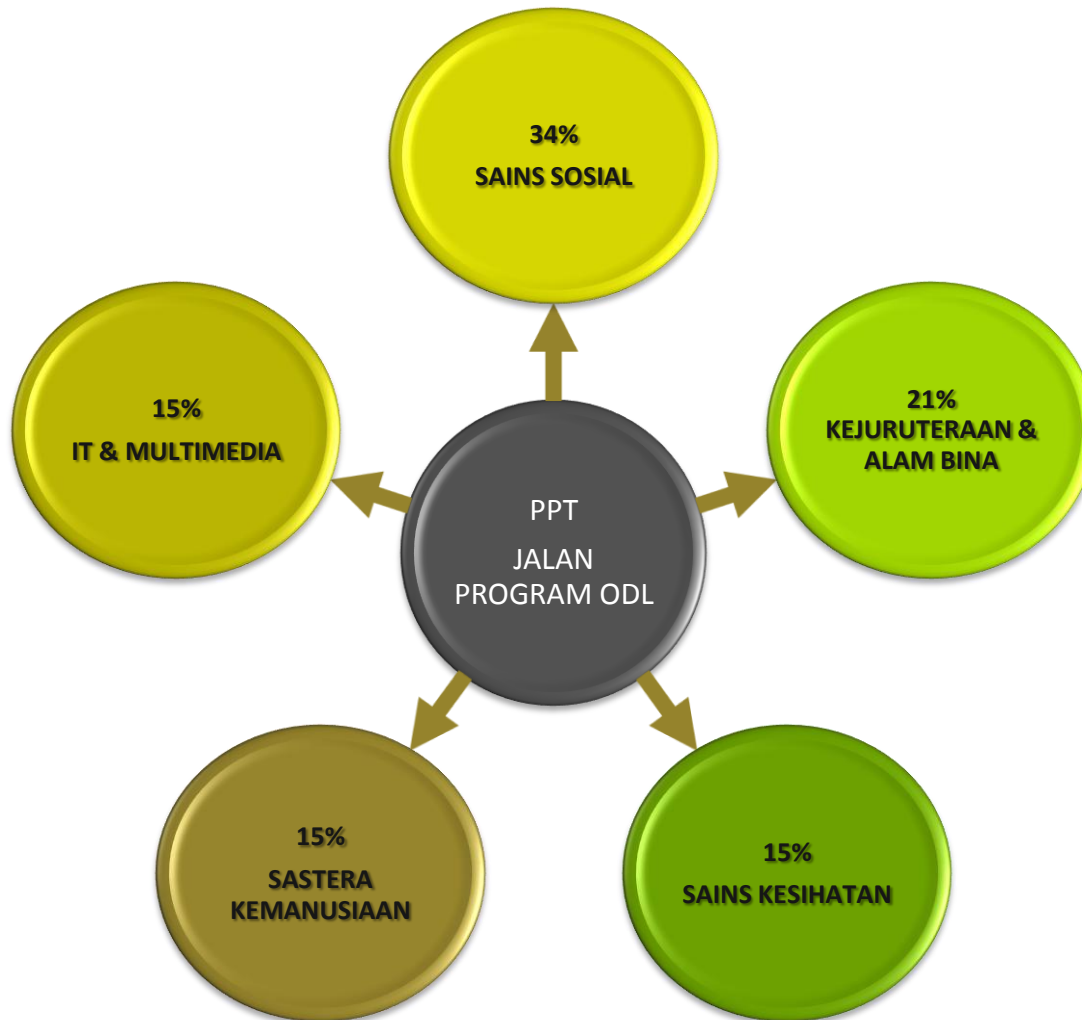 34%
SAINS SOSIAL
15%
IT & MULTIMEDIA
21%
KEJURUTERAAN &
ALAM BINA
PPT
JALAN
PROGRAM ODL
15%
SASTERA
KEMANUSIAAN
15%
SAINS KESIHATAN